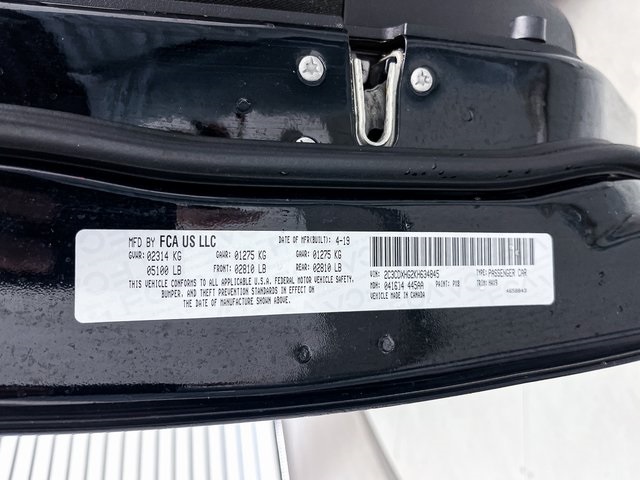 MFD BY FCA US LLC DATE OF MFR(BUILT): 4-19
GVWR: 02314 KG GAWR: 01275 KG GAWR: 01275 KG
05100 LB FRONT: 02810 LB REAR: 02810 LB
THIS VEHICLE CONFORMS TO ALL APPLICABLE U.S.A. FEDERAL MOTOR VEHICLE SAFETY,
BUMPER, AND THEFT PREVENTION STANDARDS IN EFFECT ON
THE DATE OF MANUFACTURE SHOWN ABOVE.
VIN: 2C3CDXHG2KH634845 TYPE: PASSENGER CAR
MDH: 041614 445AA PAINT: PX8 TRIM:
VEHICLE MADE IN CANADA